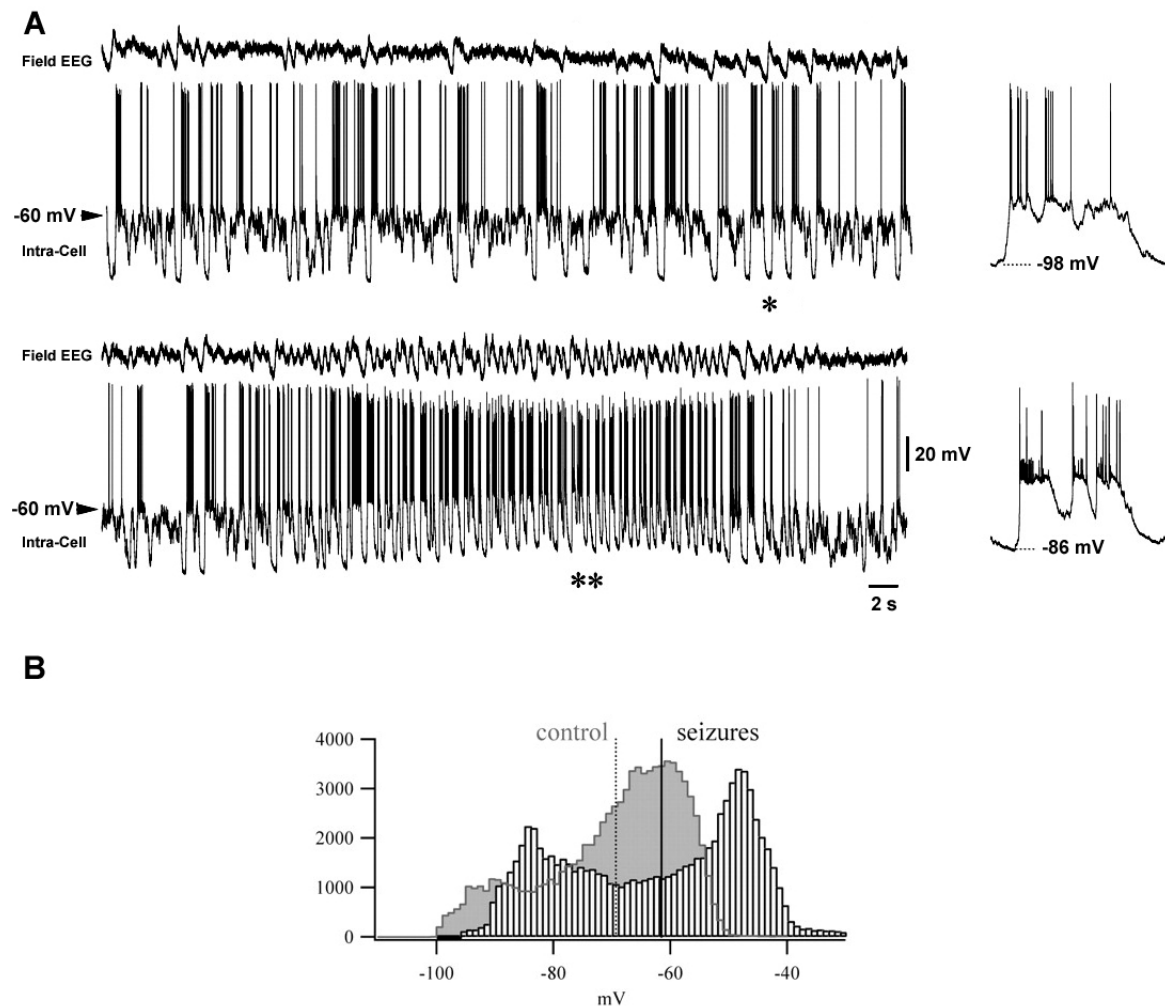 A
Field EEG
-60 mV
Intra-Cell
-98 mV
*
Field EEG
20 mV
-60 mV
Intra-Cell
-86 mV
**
2 s
B
control
seizures
4000
3000
2000
1000
0
-100 -80 -60 -40
mV